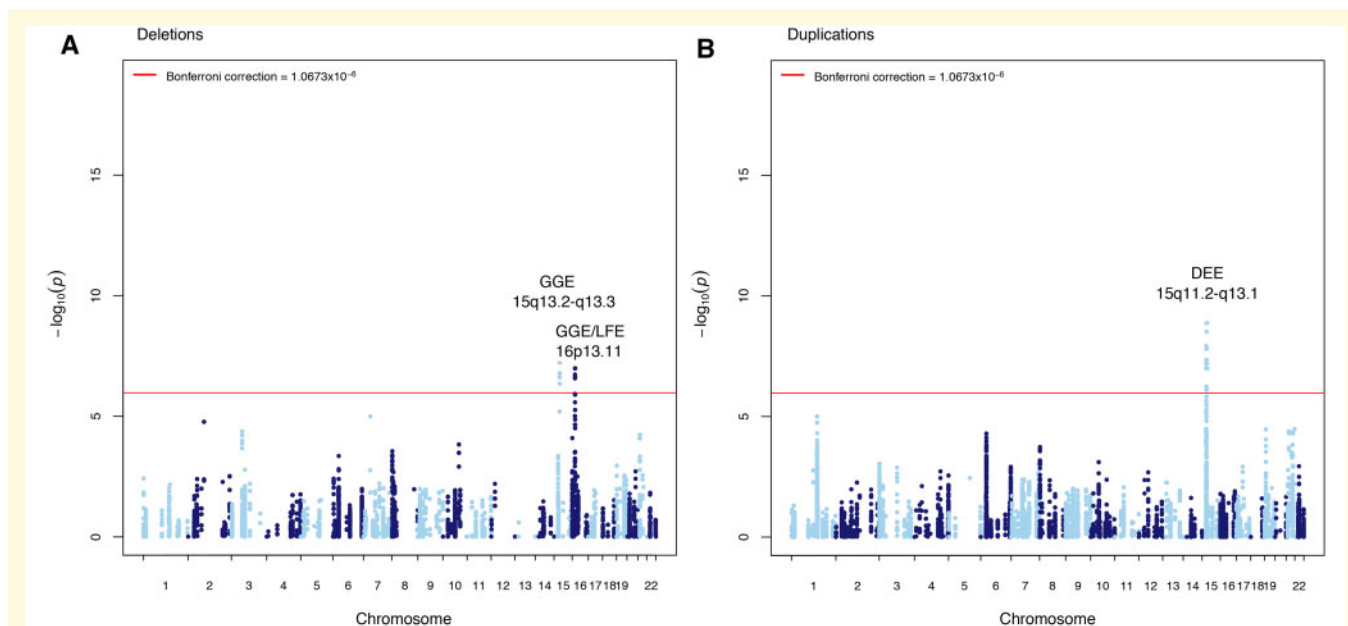 A Deletions
Bonferroni correction = 1.0673x10⁻⁶
15
10
5
0
−log₁₀(p)
GGE
15q13.2-q13.3
GGE/LFE
16p13.11
1 2 3 4 5 6 7 8 9 10 11 12 13 14 15 16 17 18 19 22
Chromosome
B Duplications
Bonferroni correction = 1.0673x10⁻⁶
15
10
5
0
−log₁₀(p)
DEE
15q11.2-q13.1
1 2 3 4 5 6 7 8 9 10 11 12 13 14 15 16 17 18 19 22
Chromosome